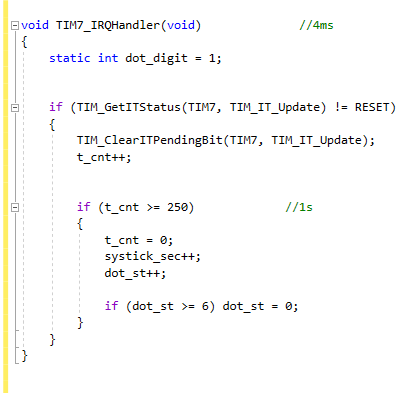 void TIM7_IRQHandler(void) //4ms
{
static int dot_digit = 1;
if (TIM_GetITStatus(TIM7, TIM_IT_Update) != RESET)
{
TIM_ClearITPendingBit(TIM7, TIM_IT_Update);
t_cnt++;
if (t_cnt >= 250) //1s
{
t_cnt = 0;
systick_sec++;
dot_st++;
if (dot_st >= 6) dot_st = 0;
}
}
}